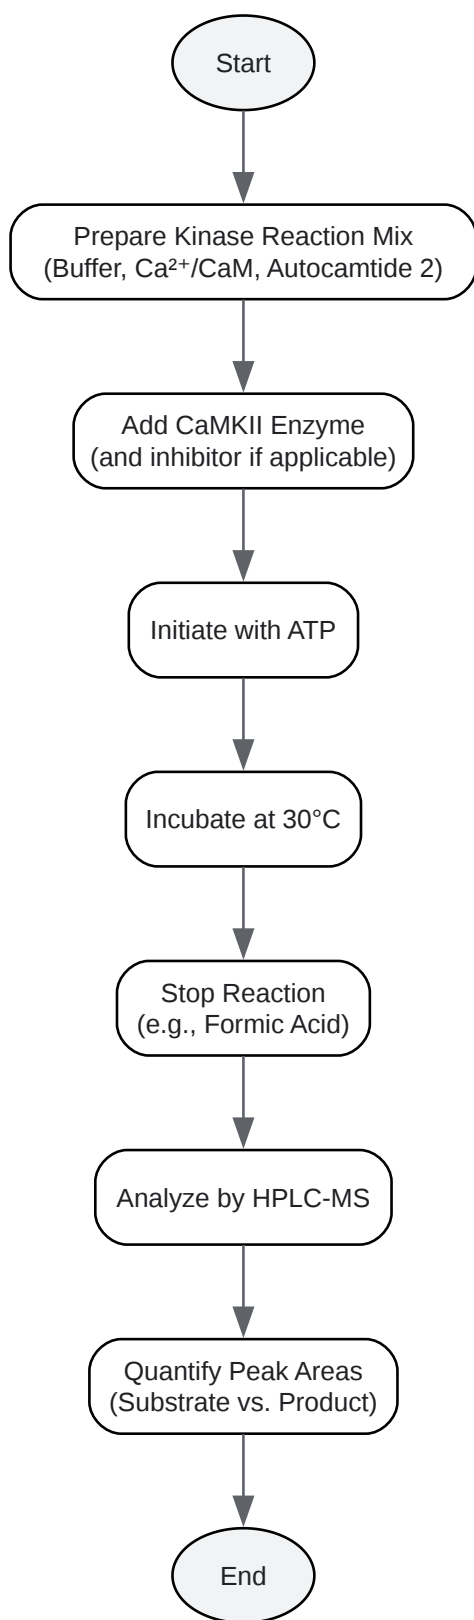 Start
Prepare Kinase Reaction Mix
(Buffer, Ca²⁺/CaM, Autocamtide 2)
Add CaMKII Enzyme
(and inhibitor if applicable)
Initiate with ATP
Incubate at 30°C
Stop Reaction
(e.g., Formic Acid)
Analyze by HPLC-MS
Quantify Peak Areas
(Substrate vs. Product)
End